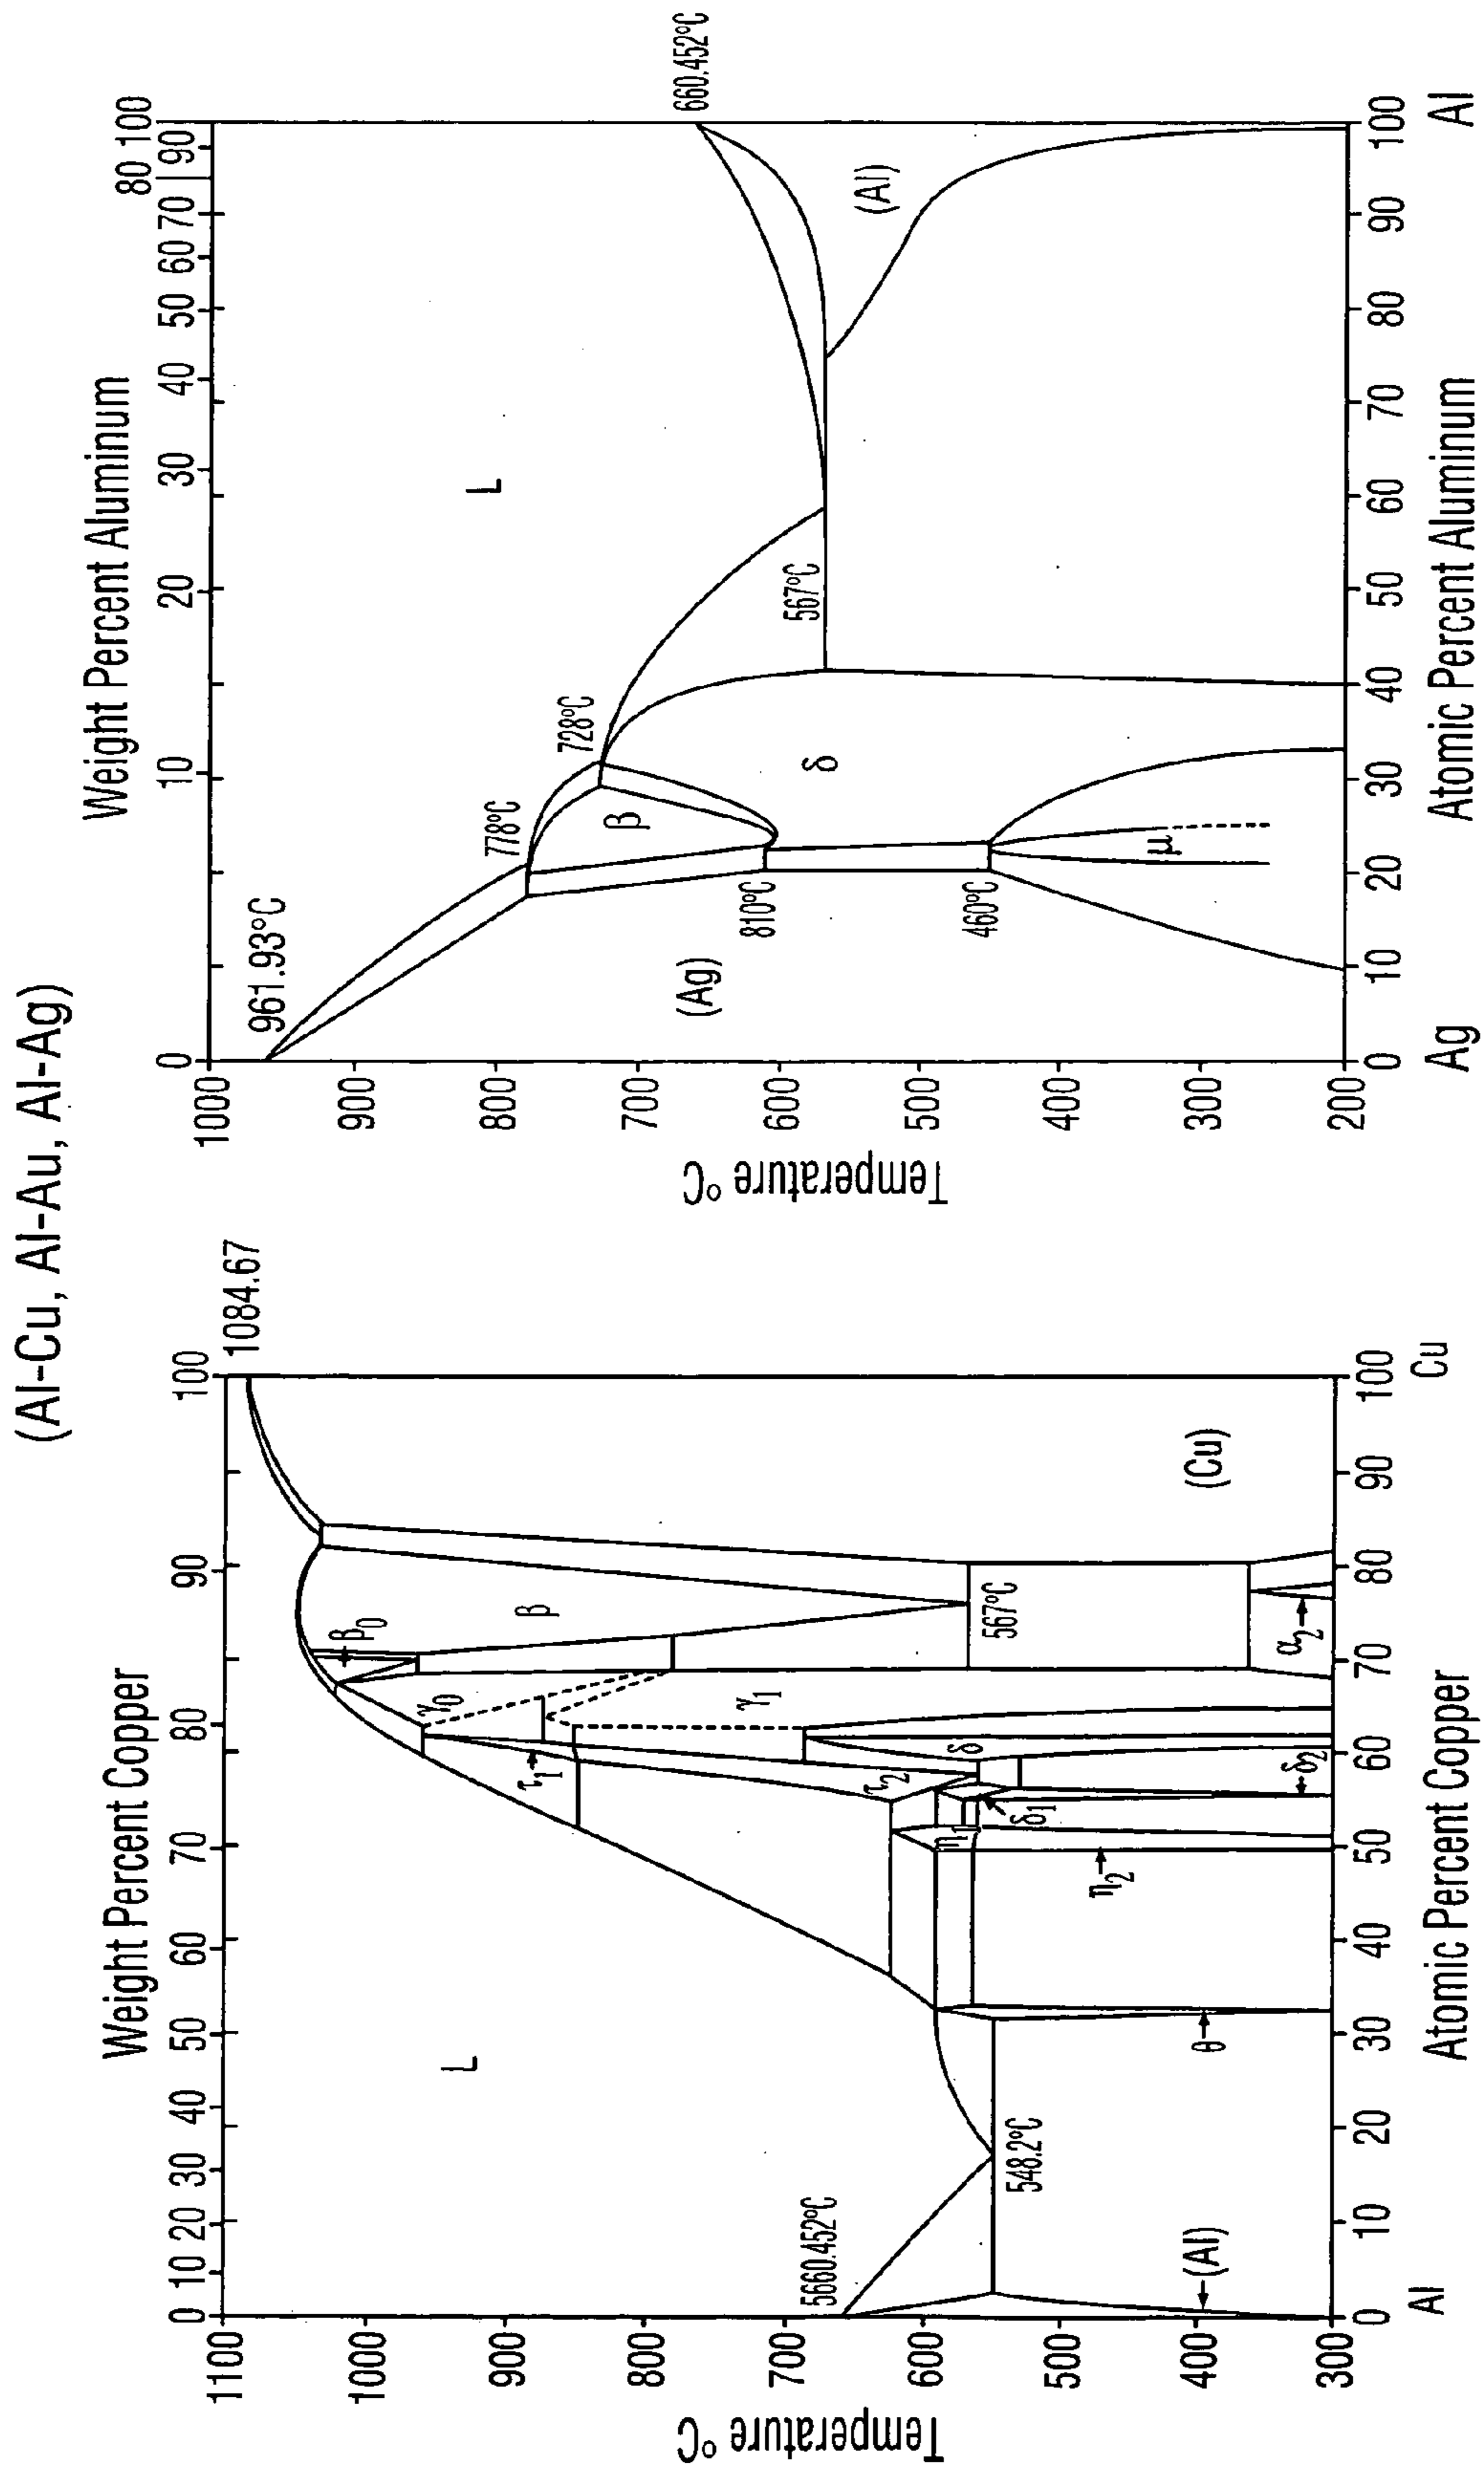 (Al-Cu, Al-Au, Al-Ag)
Weight Percent Copper
0 10 20 30 40 50 60 70 80 90 100
1084.67
1100
1000
900
800
700
600
500
400
300
Temperature °C
L
β0
β
γ0
γ1
τ1
τ2
δ
δ1
δ2
η1
η2
α2
θ
(Al)
(Cu)
5660.452°C
548.2°C
567°C
0 10 20 30 40 50 60 70 80 90 100
Al
Cu
Atomic Percent Copper
Weight Percent Aluminum
0 10 20 30 40 50 60 70 80 90 100
1000
900
800
700
600
500
400
300
200
Temperature °C
961.93°C
778°C
728°C
660.452°C
L
β
567°C
810°C
460°C
(Ag)
δ
μ
(Al)
0 10 20 30 40 50 60 70 80 90 100
Ag
Al
Atomic Percent Aluminum